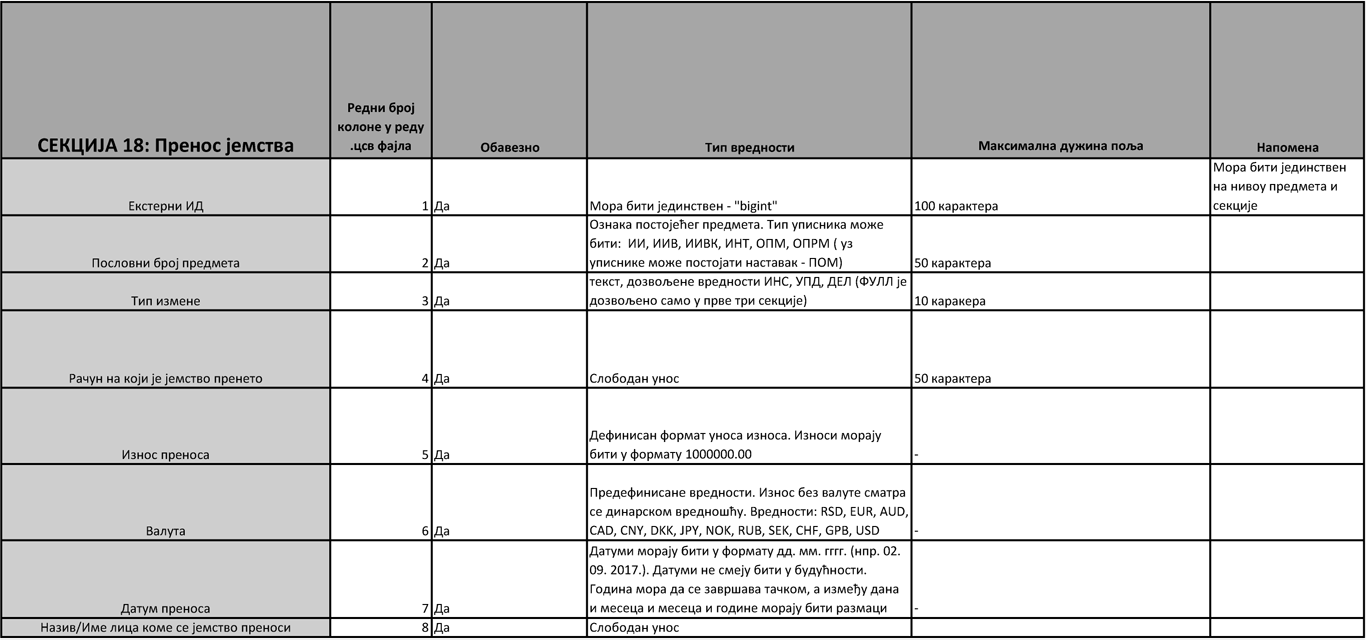 СЕКЦИЈА 18: Пренос јемства
Редни број
колоне у реду
.цсв фајла
Обавезно
Тип вредности
Максимална дужина поља
Напомена
Екстерни ИД
1
Да
Мора бити јединствен - "bigint"
100 карактера
Мора бити јединствен
на нивоу предмета и
секције
Пословни број предмета
2
Да
Ознака постојећег предмета. Тип уписника може
бити:  ИИ, ИИВ, ИИВК, ИНТ, ОПМ, ОПРМ ( уз
уписнике може постојати наставак - ПОМ)
50 карактера
Тип измене
3
Да
текст, дозвољене вредности ИНС, УПД, ДЕЛ (ФУЛЛ је
дозвољено само у прве три секције)
10 каракера
Рачун на који је јемство пренето
4
Да
Слободан унос
50 карактера
Износ преноса
5
Да
Дефинисан формат уноса износа. Износи морају
бити у формату 1000000.00
-
Валута
6
Да
Предефинисане вредности. Износ без валуте сматра
се динарском вредношћу. Вредности: RSD, EUR, AUD,
CAD, CNY, DKK, JPY, NOK, RUB, SEK, CHF, GPB, USD
-
Датум преноса
7
Да
Датуми морају бити у формату дд. мм. гггг. (нпр. 02.
09. 2017.). Датуми не смеју бити у будућности.
Година мора да се завршава тачком, а између дана
и месеца и месеца и године морају бити размаци
-
Назив/Име лица коме се јемство преноси
8
Да
Слободан унос